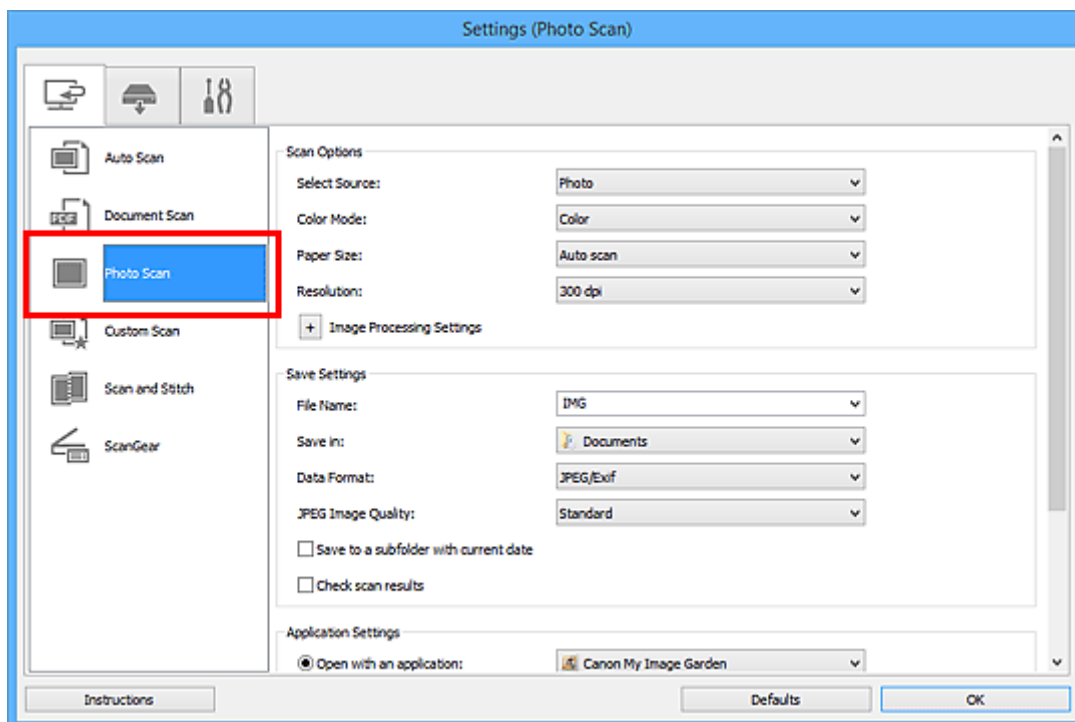 Settings (Photo Scan)
Auto Scan
PDF
Document Scan
Photo Scan
Custom Scan
Scan and Stitch
ScanGear
Scan Options
Select Source: Photo
Color Mode: Color
Paper Size: Auto scan
Resolution: 300 dpi
+ Image Processing Settings
Save Settings
File Name: IMG
Save in: Documents
Data Format: JPEG/Exif
JPEG Image Quality: Standard
Save to a subfolder with current date
Check scan results
Application Settings
Open with an application: Canon My Image Garden
Instructions Defaults OK